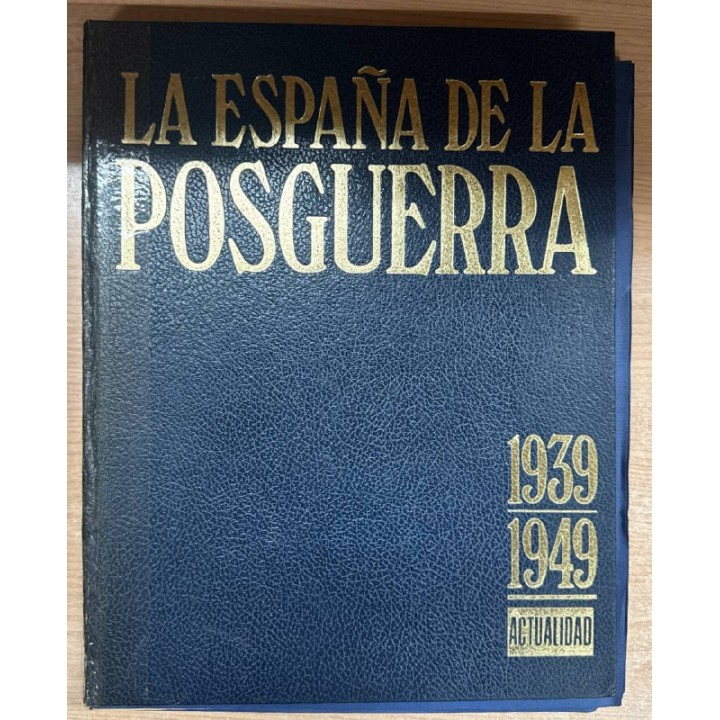 LA ESPAÑA DE LA
POSGUERRA
1939
1949
ACTUALIDAD